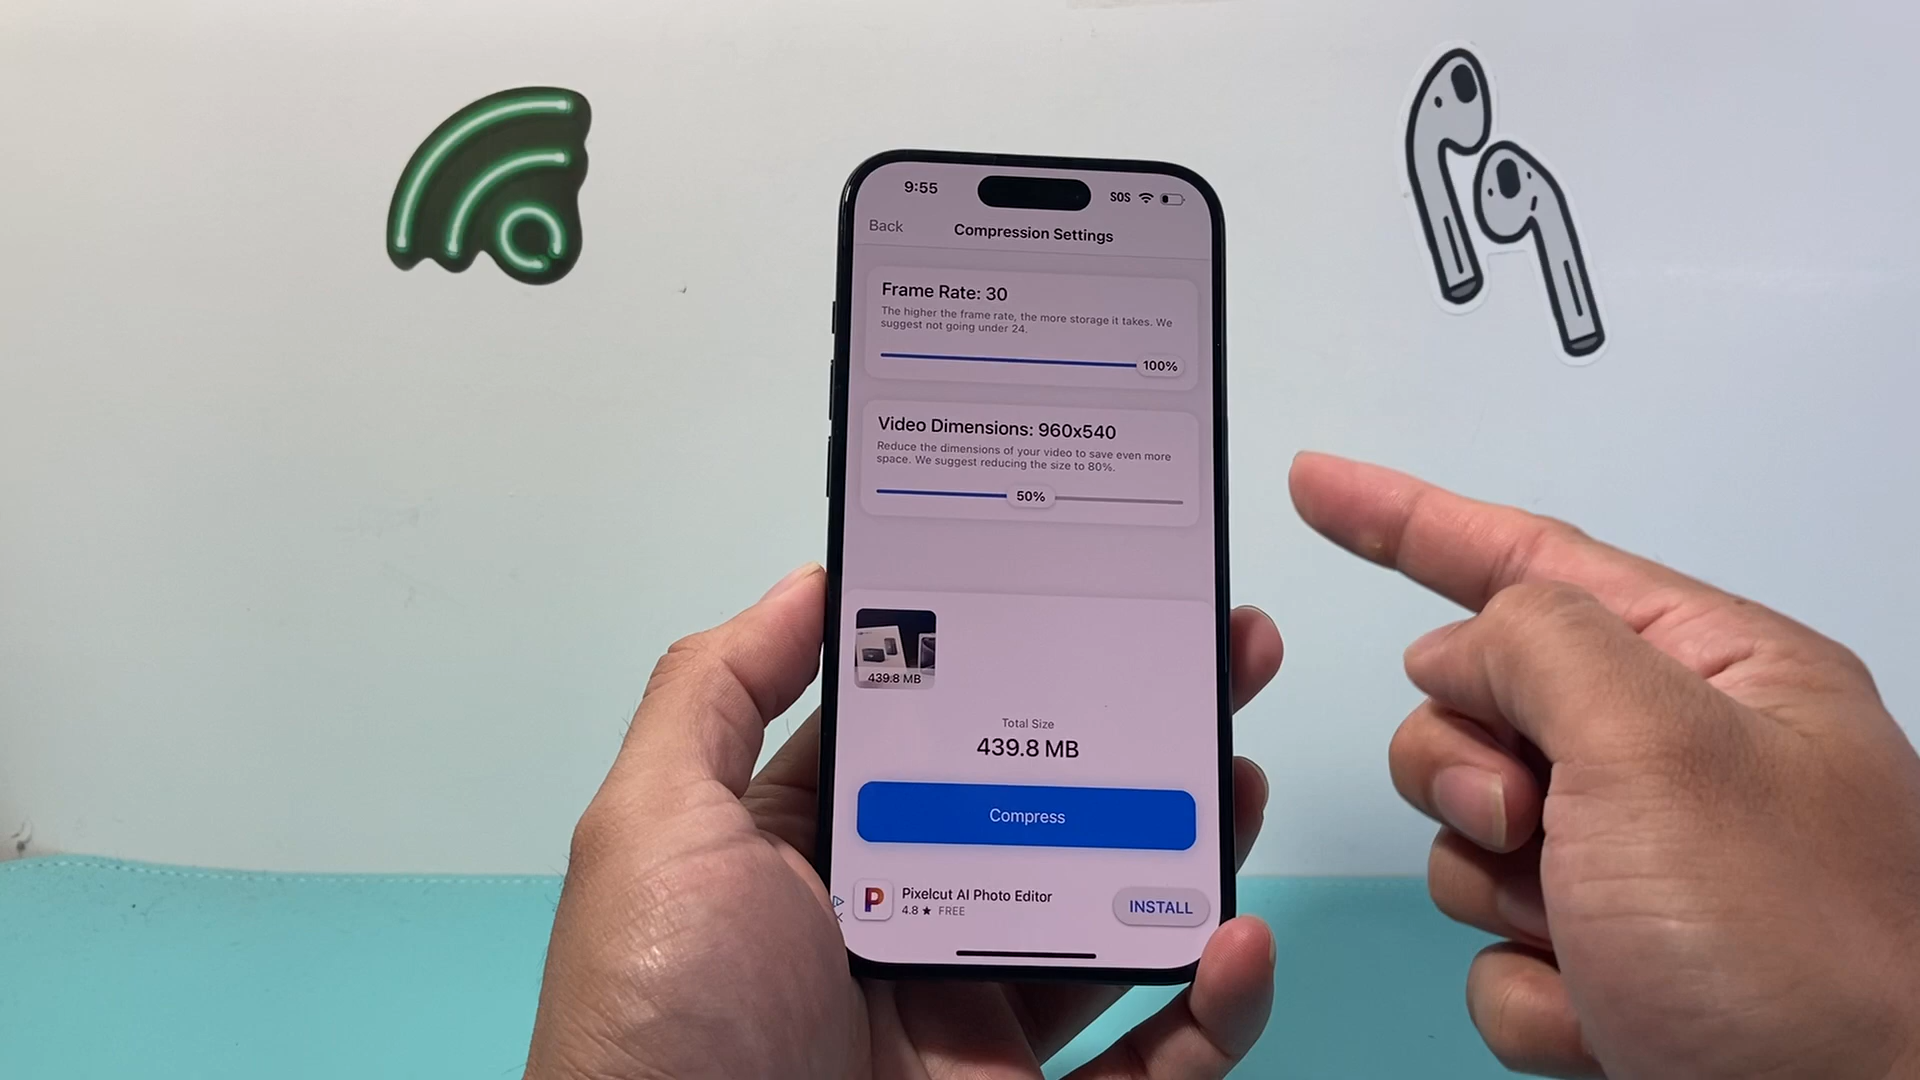 9:55
SOS
Back
Compression Settings
Frame Rate: 30
The higher the frame rate, the more storage it takes. We
suggest not going under 24.
100%
Video Dimensions: 960x540
Reduce the dimensions of your video to save even more
space. We suggest reducing the size to 80%.
50%
439.8 MB
Total Size
439.8 MB
Compress
P
Pixelcut AI Photo Editor
4.8 ★ FREE
INSTALL